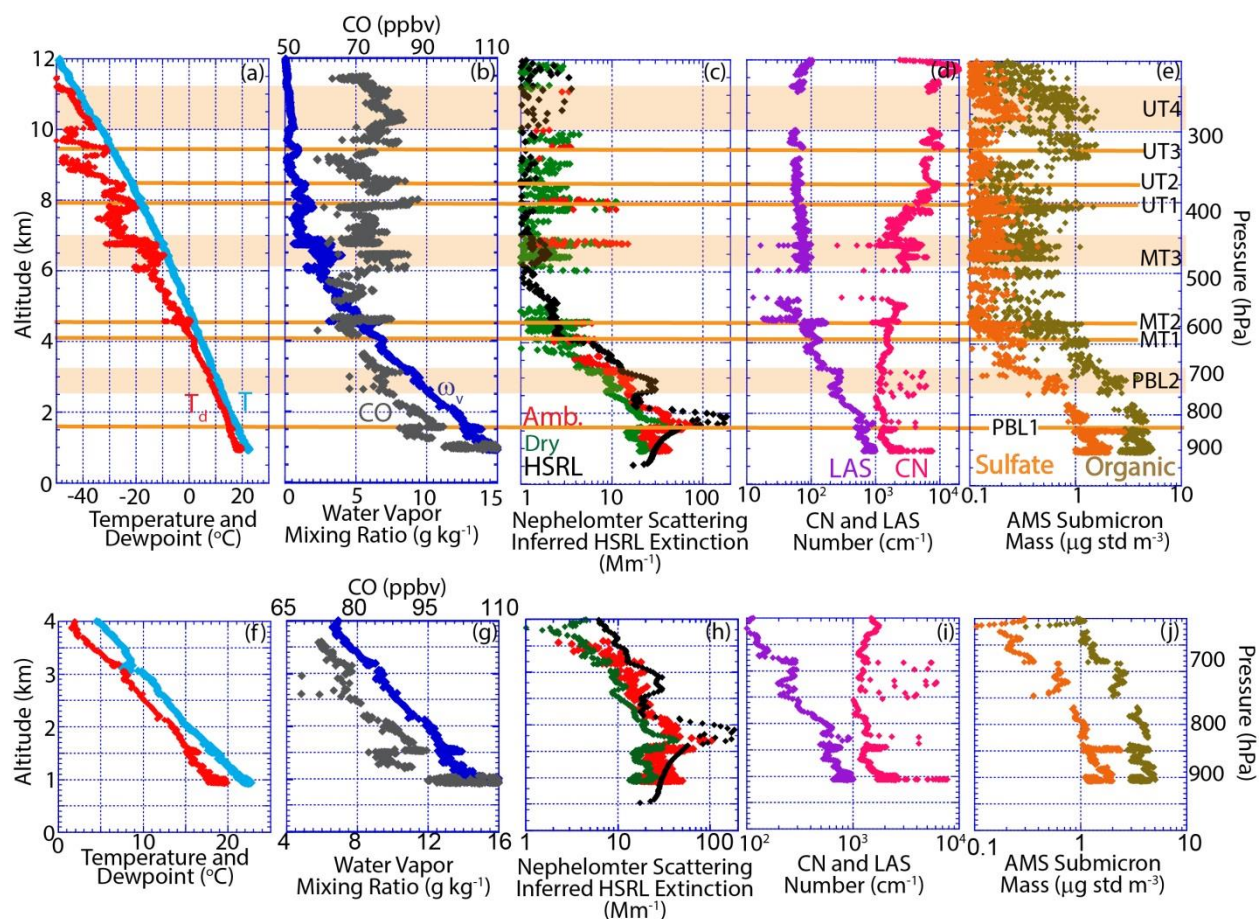 CO (ppbv)
50 70 90 110
12
10
8
6
4
2
0
Altitude (km)
(a) (b) (c) (d) (e)
UT4
UT3
UT2
UT1
MT3
MT2
MT1
PBL2
PBL1
300
400
500
600
700
800
900
Pressure (hPa)
Td T
CO ωv
Amb.
Dry
HSRL
LAS CN
Sulfate Organic
-40 -20 0 20
0 5 10 15
1 10 100
10 10² 10³ 10⁴
0.1 1 10
Temperature and
Dewpoint (°C)
Water Vapor
Mixing Ratio (g kg⁻¹)
Nephelomter Scattering
Inferred HSRL Extinction
(Mm⁻¹)
CN and LAS
Number (cm⁻¹)
AMS Submicron
Mass (μg std m⁻³)
CO (ppbv)
65 80 95 110
4
3
2
1
0
Altitude (km)
(f) (g) (h) (i) (j)
700
800
900
Pressure (hPa)
0 10 20
4 8 12 16
1 10 100
10² 10³ 10⁴
0.1 1 10
Temperature and
Dewpoint (°C)
Water Vapor
Mixing Ratio (g kg⁻¹)
Nephelomter Scattering
Inferred HSRL Extinction
(Mm⁻¹)
CN and LAS
Number (cm⁻¹)
AMS Submicron
Mass (μg std m⁻³)